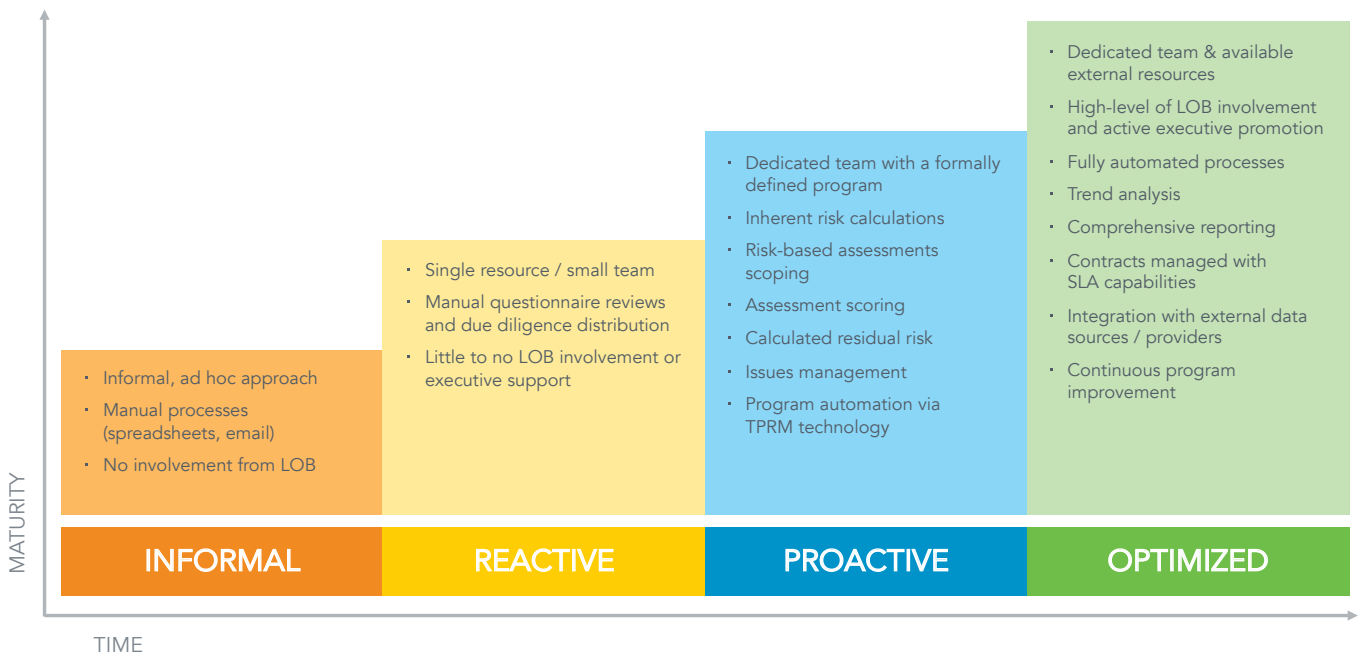 MATURITY
· Informal, ad hoc approach
· Manual processes
(spreadsheets, email)
· No involvement from LOB
INFORMAL
· Single resource / small team
· Manual questionnaire reviews
and due diligence distribution
· Little to no LOB involvement or
executive support
REACTIVE
· Dedicated team with a formally
defined program
· Inherent risk calculations
· Risk-based assessments
scoping
· Assessment scoring
· Calculated residual risk
· Issues management
· Program automation via
TPRM technology
PROACTIVE
· Dedicated team & available
external resources
· High-level of LOB involvement
and active executive promotion
· Fully automated processes
· Trend analysis
· Comprehensive reporting
· Contracts managed with
SLA capabilities
· Integration with external data
sources / providers
· Continuous program
improvement
OPTIMIZED
TIME